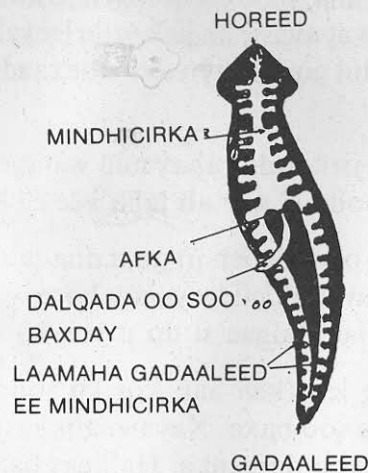 HOREED
MINDHICIRKA
AFKA
DALQADA OO SOO
BAXDAY
LAAMAHA GADAALEED
EE MINDHICIRKA
GADAALEED